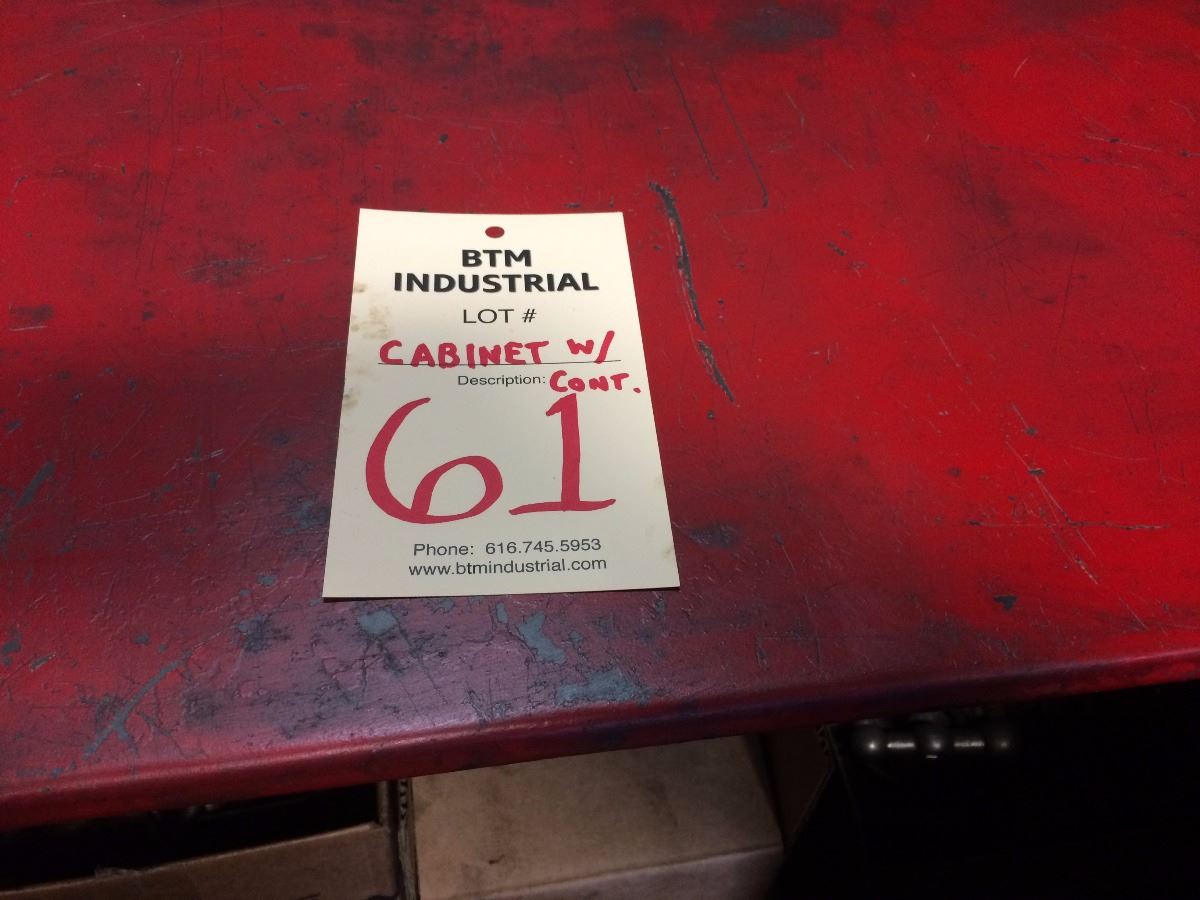 BTM
INDUSTRIAL
LOT #
CABINET W/
Description: CONT.
61
Phone: 616.745.5953
www.btmindustrial.com